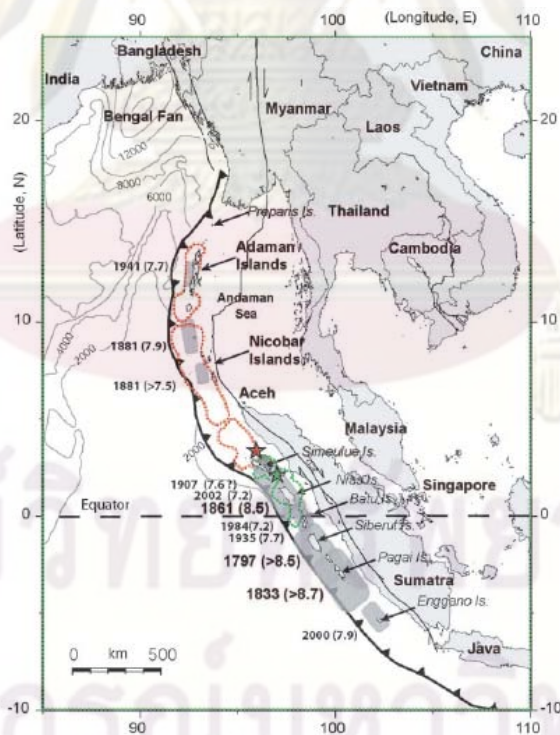 90
100
(Longitude, E)
110
Bangladesh
China
India
Vietnam
Bengal Fan
Myanmar
20
20
Laos
12000
8000
6000
(Latitude, N)
Preparis Is.
Thailand
Adaman
Islands
Cambodia
1941 (7.7)
Andaman
Sea
10
10
4000
2000
1881 (7.9)
Nicobar
Islands
1881 (>7.5)
Aceh
Malaysia
2000
Simeulue Is.
1907 (7.6?)
Nias Is.
Singapore
2002 (7.2)
Batu Is.
Equator
1861 (8.5)
0
0
1984(7.2)
Siberut Is.
1935 (7.7)
1797 (>8.5)
Pagai Is.
Sumatra
1833 (>8.7)
Enggano Is.
2000 (7.9)
Java
0 km 500
-10
-10
90
100
110